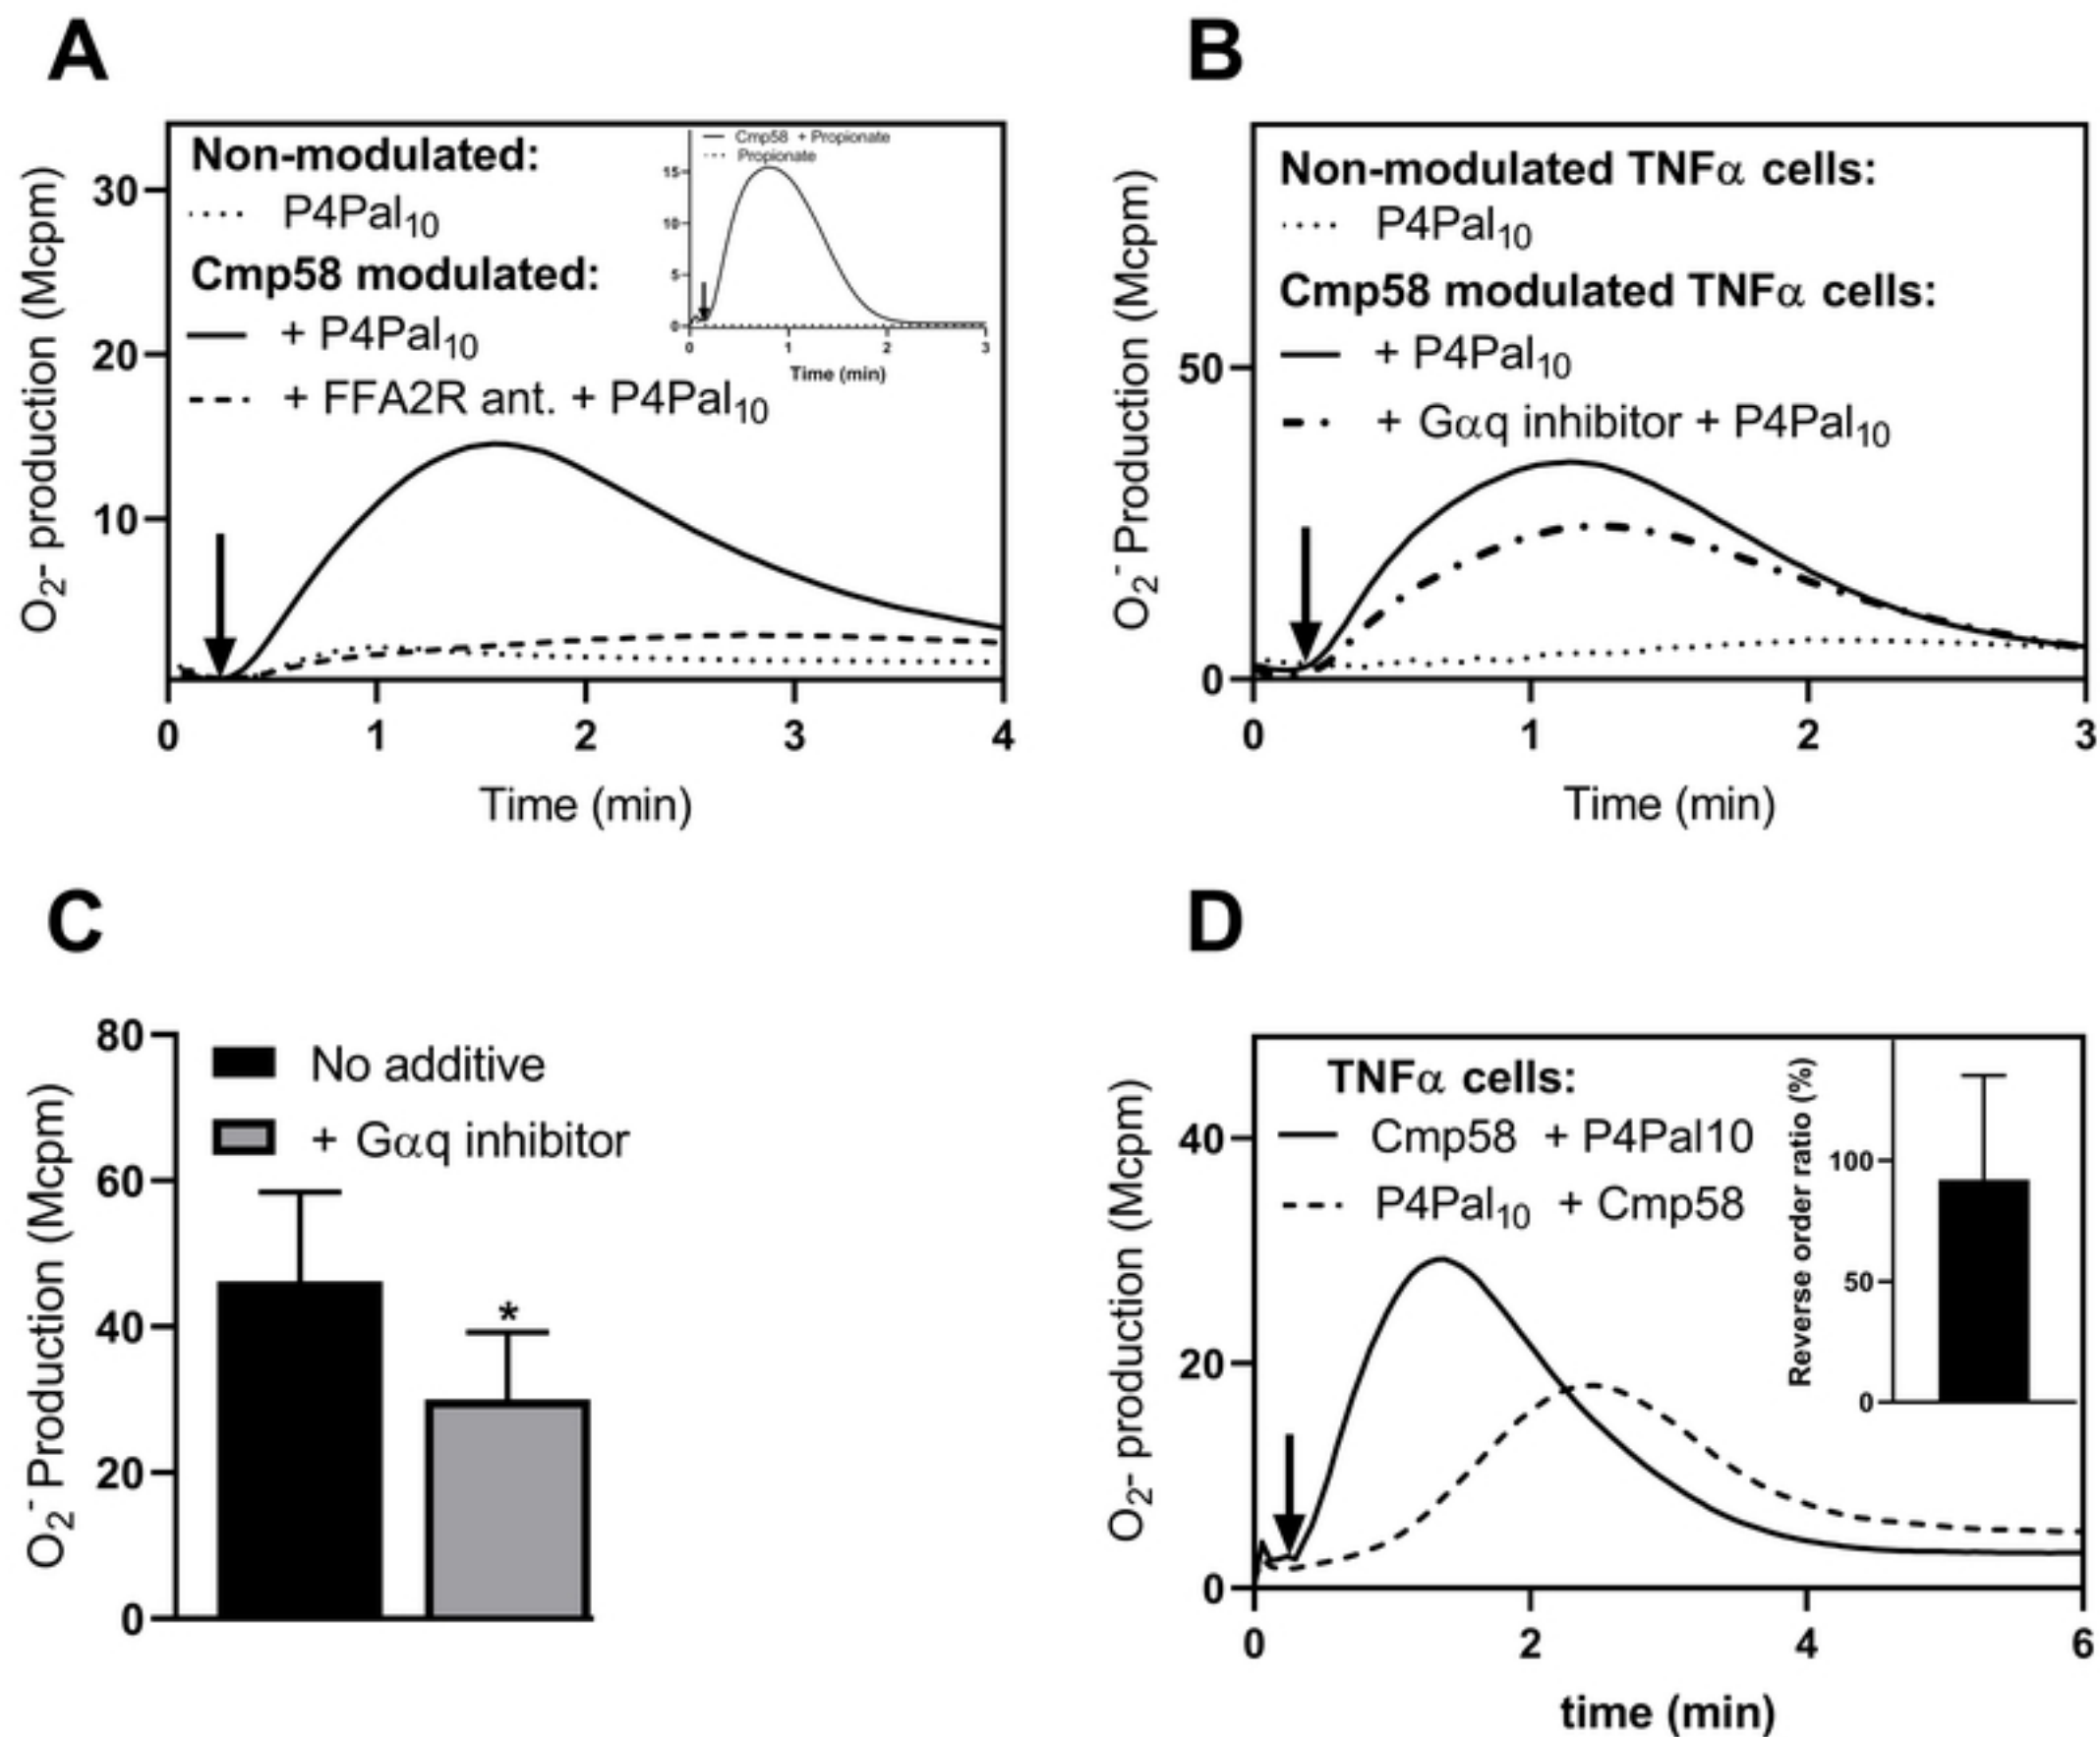 A
O₂- production (Mcpm)
30
20
10
Non-modulated:
P4Pal₁₀
Cmp58 modulated:
+ P4Pal₁₀
+ FFA2R ant. + P4Pal₁₀
Cmp58 + Propionate
Propionate
15
10
5
0
0 1 2 3
Time (min)
0 1 2 3 4
Time (min)
B
O₂⁻ Production (Mcpm)
50
0
Non-modulated TNFα cells:
P4Pal₁₀
Cmp58 modulated TNFα cells:
+ P4Pal₁₀
+ Gαq inhibitor + P4Pal₁₀
0 1 2 3
Time (min)
C
O₂⁻ Production (Mcpm)
80
60
40
20
0
No additive
+ Gαq inhibitor
*
D
O₂- production (Mcpm)
40
20
0
TNFα cells:
Cmp58 + P4Pal10
P4Pal₁₀ + Cmp58
Reverse order ratio (%)
100
50
0
0 2 4 6
time (min)